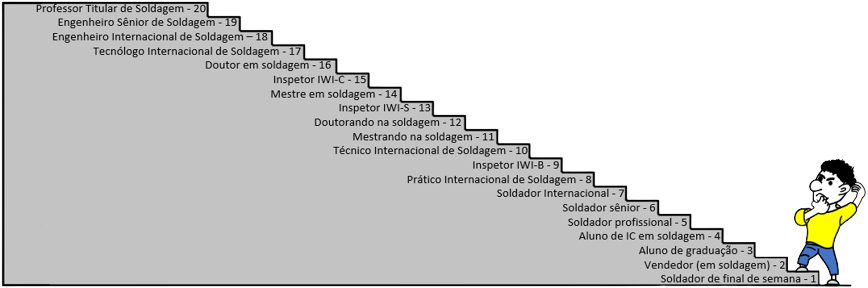 Professor Titular de Soldagem - 20
Engenheiro Sênior de Soldagem - 19
Engenheiro Internacional de Soldagem – 18
Tecnólogo Internacional de Soldagem - 17
Doutor em soldagem - 16
Inspetor IWI-C - 15
Mestre em soldagem - 14
Inspetor IWI-S - 13
Doutorando na soldagem - 12
Mestrando na soldagem - 11
Técnico Internacional de Soldagem - 10
Inspetor IWI-B - 9
Prático Internacional de Soldagem - 8
Soldador Internacional - 7
Soldador sênior - 6
Soldador profissional - 5
Aluno de IC em soldagem - 4
Aluno de graduação - 3
Vendedor (em soldagem) - 2
Soldador de final de semana - 1